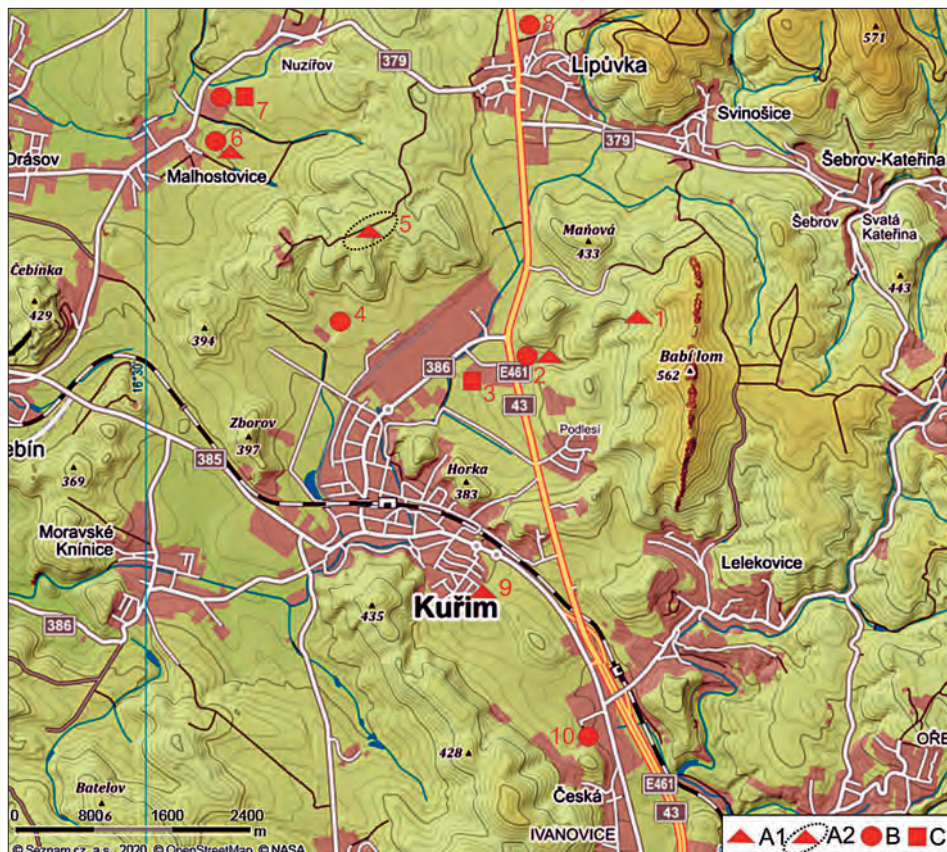 8
571
Nuzířov
379
Lipůvka
7
Svinošice
6
379
Drásov
Malhostovice
Šebrov-Kateřina
5
Maňová
433
Šebrov
Svatá
Kateřina
Čebínka
429
443
4
1
394
16°30'
386
E461
2
Babí lom
562
3
43
Zborov
397
Podlesí
ebín
385
369
Horka
383
Moravské
Knínice
Lelekovice
9
Kuřim
386
435
10
428
OŘE
Batelov
E461
Česká
43
0 800 1600 2400
m
IVANOVICE
A1 A2 B C
© Seznam.cz, a.s., 2020, © OpenStreetMap, © NASA